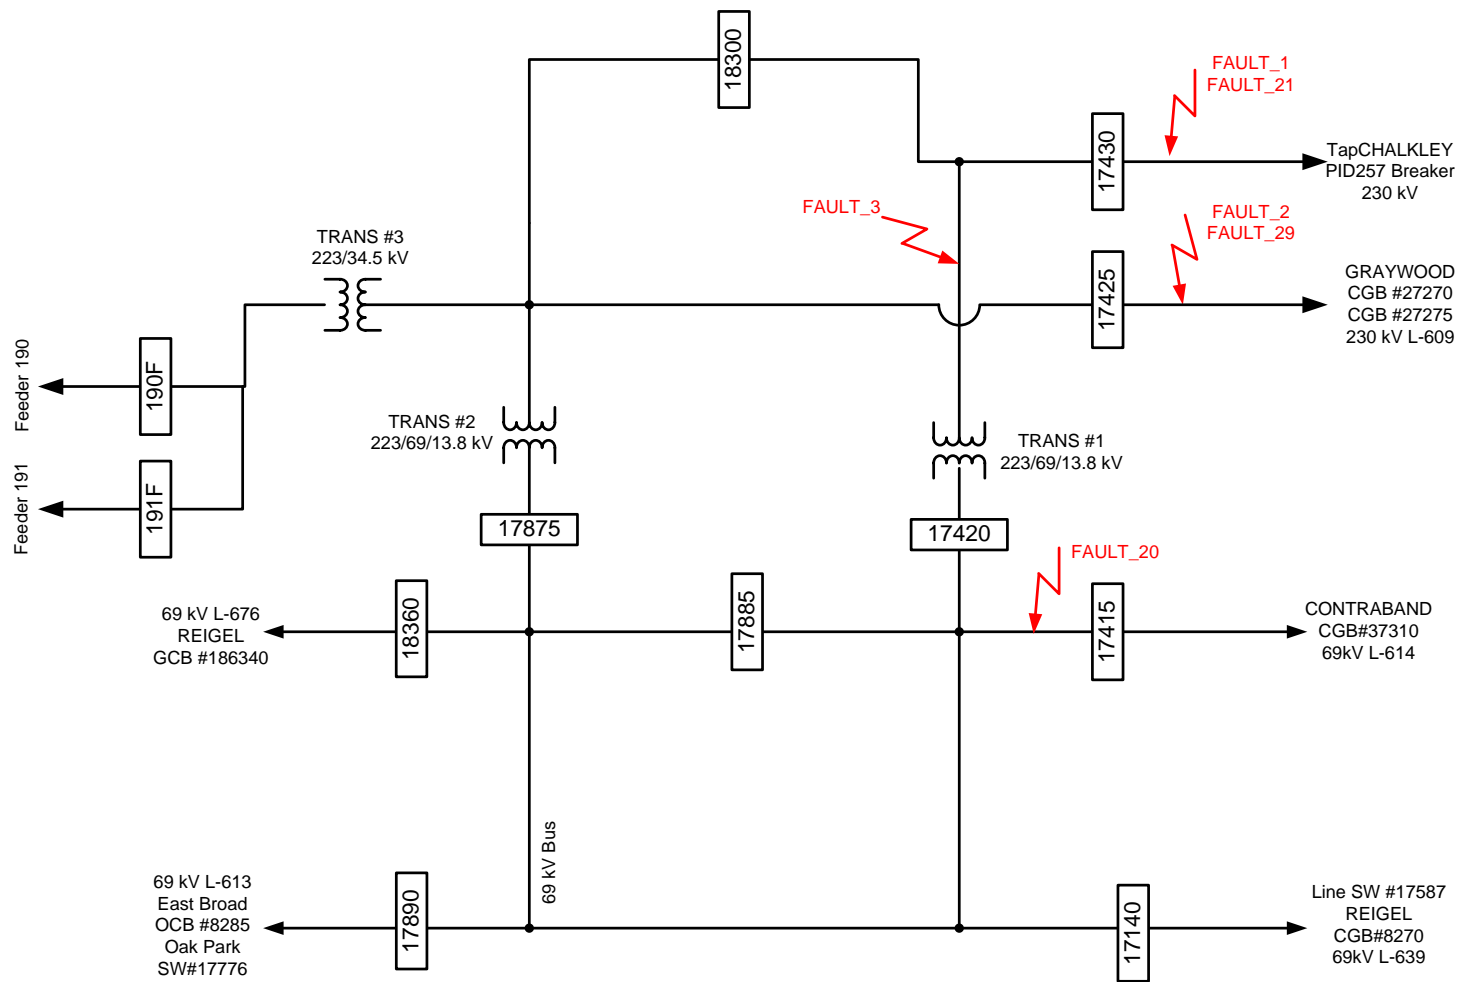 18300
FAULT_1
FAULT_21
17430
TapCHALKLEY
PID257 Breaker
230 kV
FAULT_3
FAULT_2
FAULT_29
TRANS #3
223/34.5 kV
17425
GRAYWOOD
CGB #27270
CGB #27275
230 kV L-609
Feeder 190
190F
TRANS #2
223/69/13.8 kV
TRANS #1
223/69/13.8 kV
Feeder 191
191F
17875
17420
FAULT_20
69 kV L-676
REIGEL
GCB #186340
18360
17885
17415
CONTRABAND
CGB#37310
69kV L-614
69 kV Bus
69 kV L-613
East Broad
OCB #8285
Oak Park
SW#17776
17890
17140
Line SW #17587
REIGEL
CGB#8270
69kV L-639